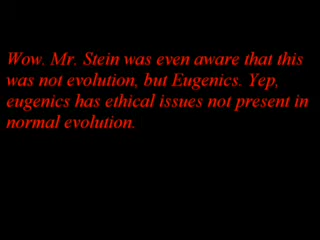 Wow. Mr. Stein was even aware that this
was not evolution, but Eugenics. Yep,
eugenics has ethical issues not present in
normal evolution.